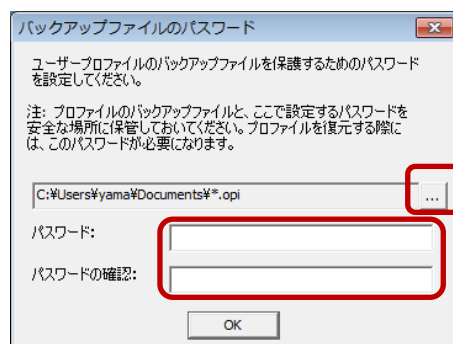 バックアップファイルのパスワード
ユーザープロファイルのバックアップファイルを保護するためのパスワード
を設定してください。
注: プロファイルのバックアップファイルと、ここで設定するパスワードを
安全な場所に保管しておいてください。プロファイルを復元する際に
は、このパスワードが必要になります。
C:¥Users¥yama¥Documents¥*.opi
...
パスワード:
パスワードの確認:
OK